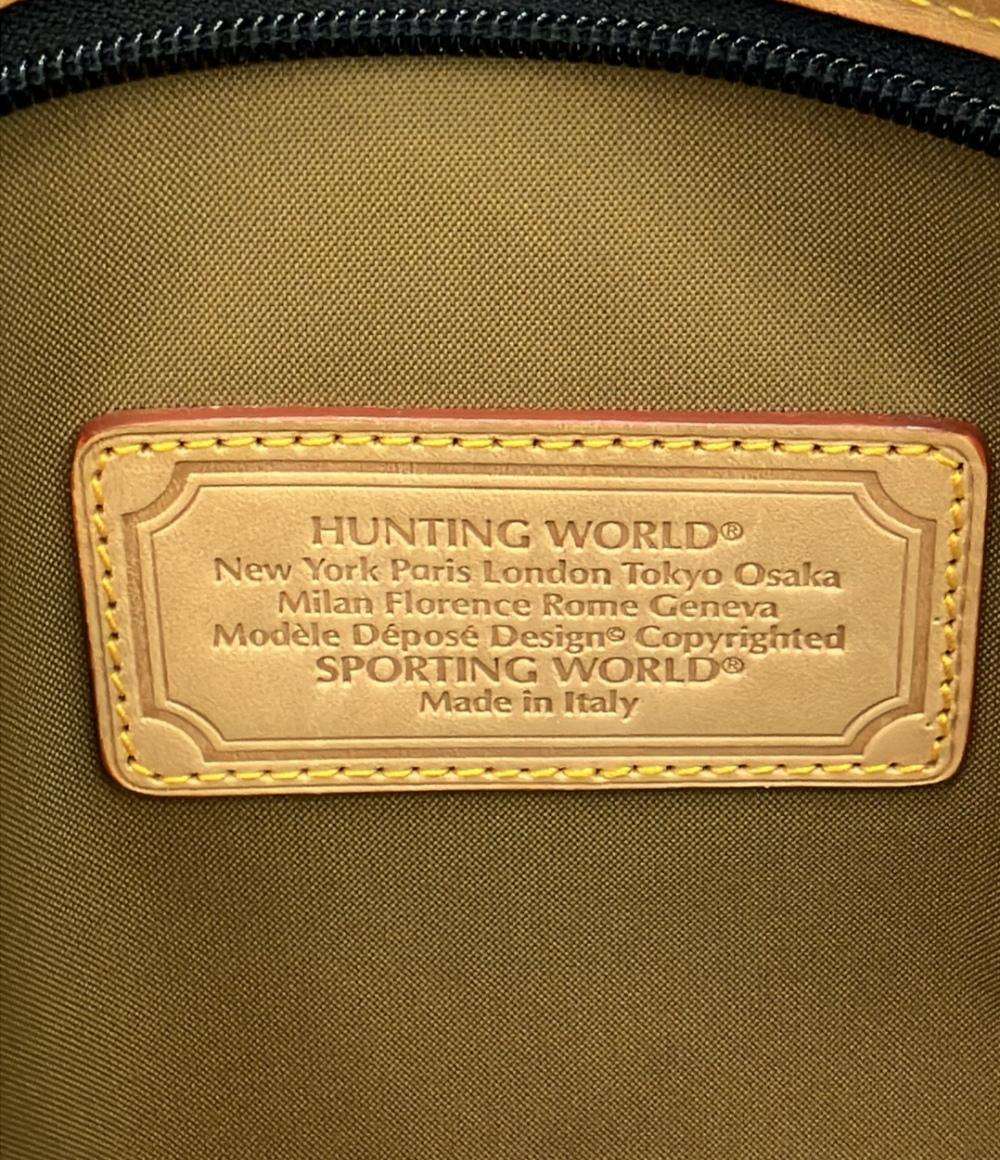 HUNTING WORLD®
New York Paris London Tokyo Osaka
Milan Florence Rome Geneva
Modèle Déposé Design© Copyrighted
SPORTING WORLD®
Made in Italy